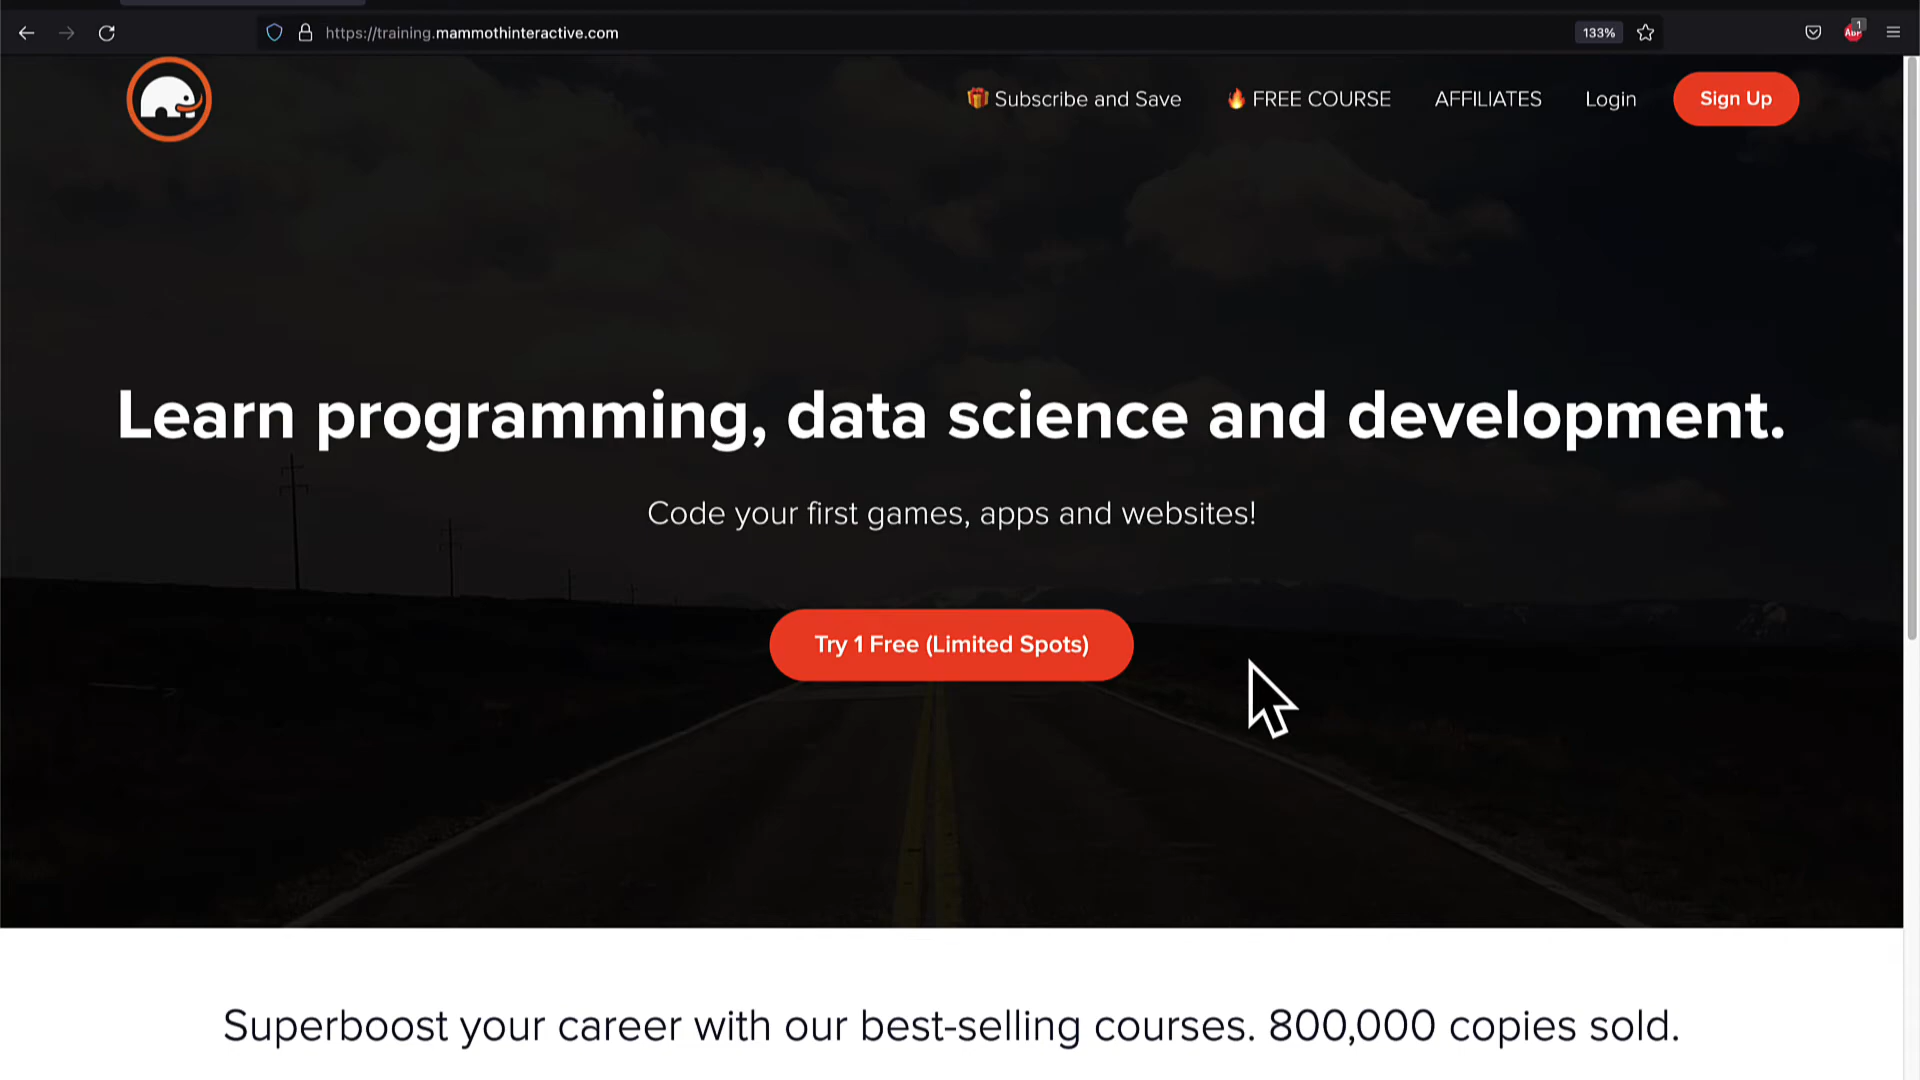 https://training.mammothinteractive.com
133%
1
ABP
Subscribe and Save
FREE COURSE
AFFILIATES
Login
Sign Up
Learn programming, data science and development.
Code your first games, apps and websites!
Try 1 Free (Limited Spots)
Superboost your career with our best-selling courses. 800,000 copies sold.